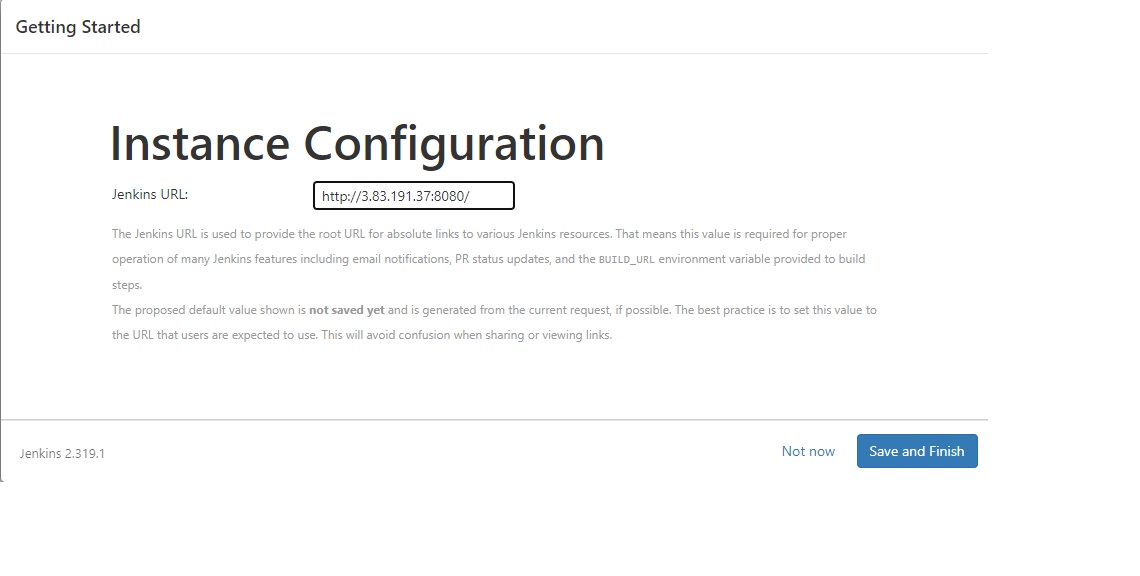 Getting Started
Instance Configuration
Jenkins URL: http://3.83.191.37:8080/
The Jenkins URL is used to provide the root URL for absolute links to various Jenkins resources. That means this value is required for proper
operation of many Jenkins features including email notifications, PR status updates, and the BUILD_URL environment variable provided to build
steps.
The proposed default value shown is not saved yet and is generated from the current request, if possible. The best practice is to set this value to
the URL that users are expected to use. This will avoid confusion when sharing or viewing links.
Jenkins 2.319.1 Not now Save and Finish